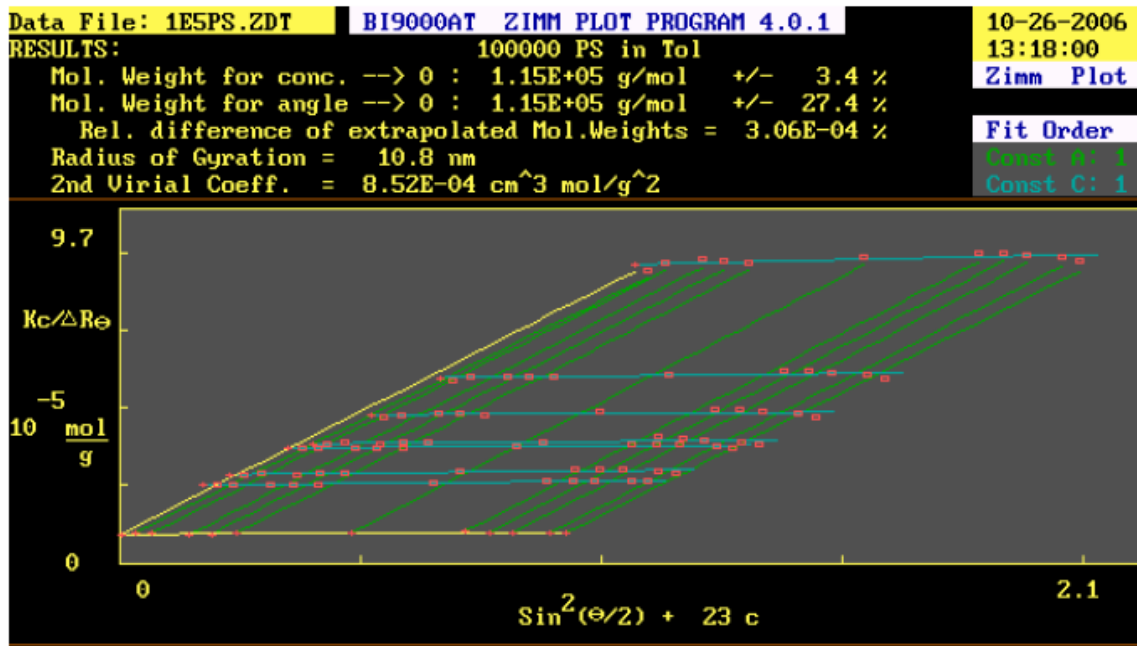 Data File: 1E5PS.ZDT BI9000AT ZIMM PLOT PROGRAM 4.0.1 10-26-2006
RESULTS: 100000 PS in Tol 13:18:00
Mol. Weight for conc. --> 0 : 1.15E+05 g/mol +/- 3.4 % Zimm Plot
Mol. Weight for angle --> 0 : 1.15E+05 g/mol +/- 27.4 %
Rel. difference of extrapolated Mol.Weights = 3.06E-04 % Fit Order
Radius of Gyration = 10.8 nm Const A: 1
2nd Virial Coeff. = 8.52E-04 cm^3 mol/g^2 Const C: 1
9.7
Kc/△Rθ
10⁻⁵ mol
g
0
0 2.1
Sin²(θ/2) + 23 c